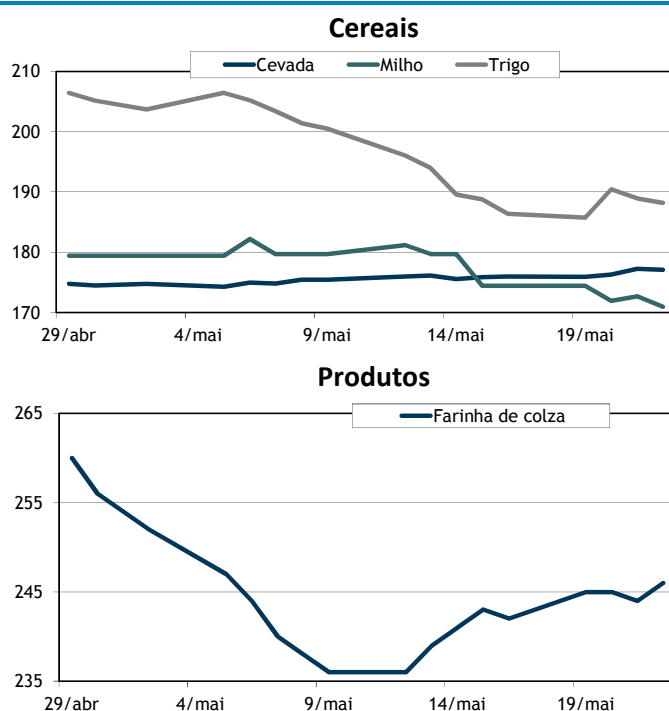 Cereais
Cevada Milho Trigo
210
200
190
180
170
29/abr 4/mai 9/mai 14/mai 19/mai
Produtos
Farinha de colza
265
255
245
235
29/abr 4/mai 9/mai 14/mai 19/mai